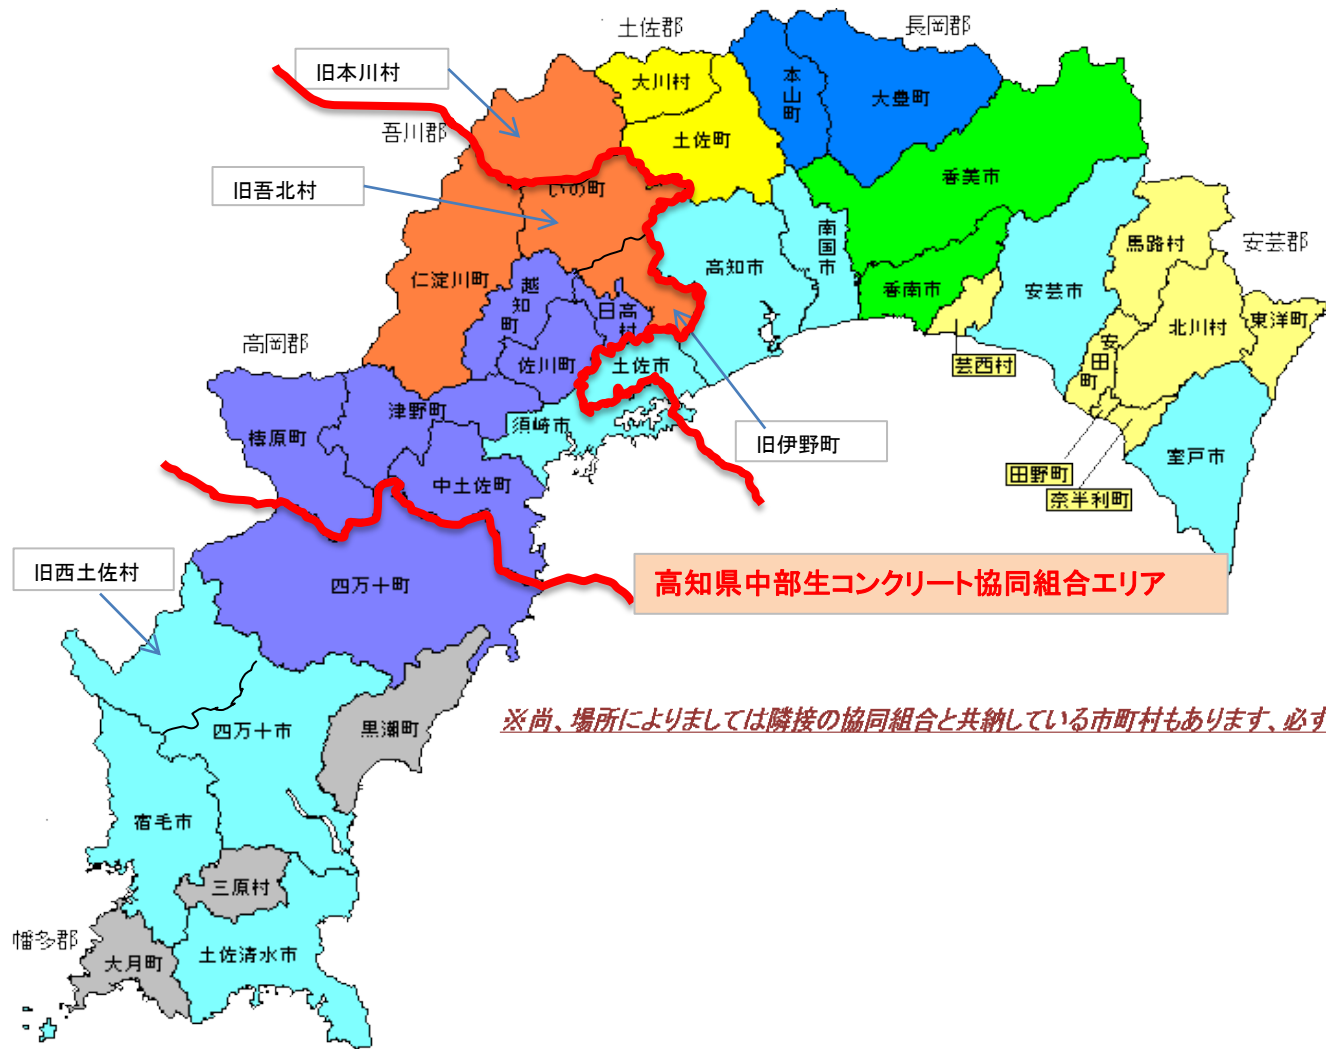 土佐郡
長岡郡
旧本川村
大川村
本山町
大豊町
吾川郡
土佐町
香美市
旧吾北村
いの町
南国市
馬路村
安芸郡
高知市
仁淀川町
越知町
日高村
香南市
安芸市
北川村
東洋町
高岡郡
佐川町
土佐市
芸西村
安田町
津野町
須崎市
梼原町
旧伊野町
室戸市
中土佐町
田野町
奈半利町
旧西土佐村
四万十町
高知県中部生コンクリート協同組合エリア
※尚、場所によりましては隣接の協同組合と共納している市町村もあります、必ず
四万十市
黒潮町
宿毛市
三原村
幡多郡
大月町
土佐清水市